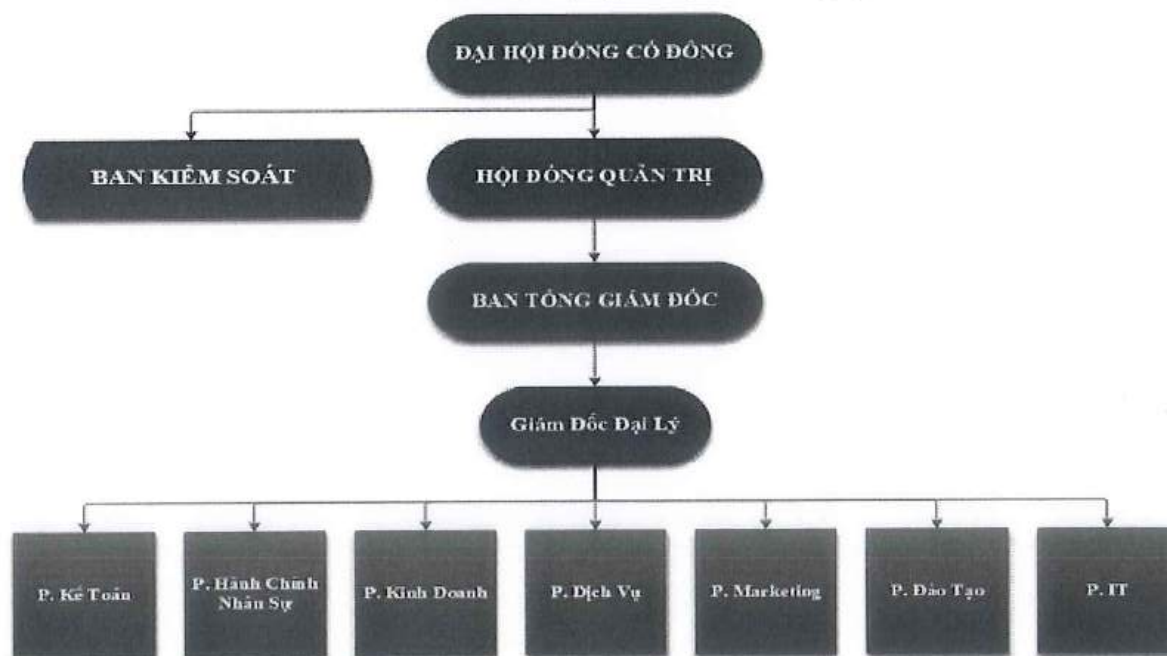 ĐẠI HỘI ĐỒNG CỔ ĐÔNG
BAN KIỂM SOÁT
HỘI ĐỒNG QUẢN TRỊ
BAN TỔNG GIÁM ĐỐC
Giám Đốc Đại Lý
P. Kế Toán
P. Hành Chính
Nhân Sự
P. Kinh Doanh
P. Dịch Vụ
P. Marketing
P. Đào Tạo
P. IT